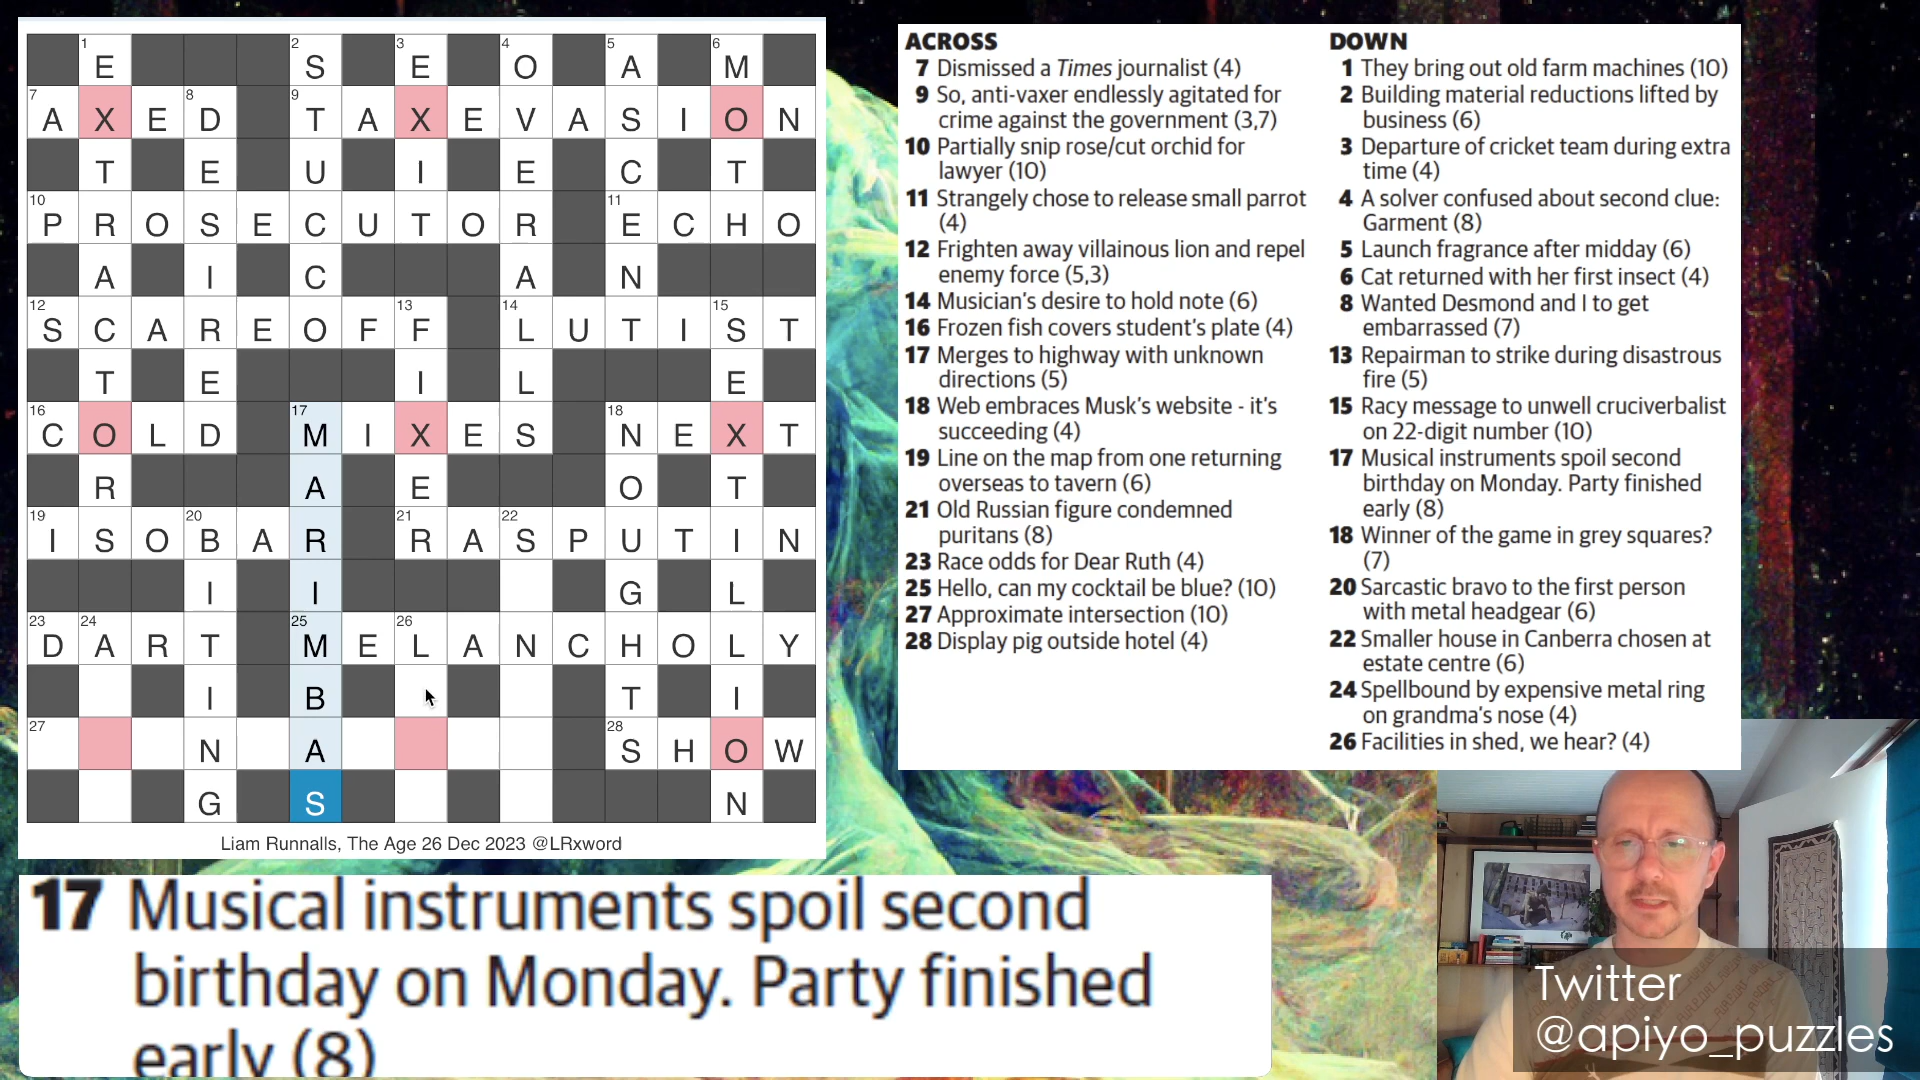 1 2 3 4 5 6
E S E O A M
7 8 9
A X E D T A X E V A S I O N
T E U I E C T
10 11
P R O S E C U T O R E C H O
A I C A N
12 13 14 15
S C A R E O F F L U T I S T
T E I L E
16 17 18
C O L D M I X E S N E X T
R A E O T
19 20 21 22
I S O B A R R A S P U T I N
I I G L
23 24 25 26
D A R T M E L A N C H O L Y
I B T I
27 28
N A S H O W
G S N
Liam Runnalls, The Age 26 Dec 2023 @LRxword
ACROSS
7 Dismissed a Times journalist (4)
9 So, anti-vaxer endlessly agitated for
crime against the government (3,7)
10 Partially snip rose/cut orchid for
lawyer (10)
11 Strangely chose to release small parrot
(4)
12 Frighten away villainous lion and repel
enemy force (5,3)
14 Musician's desire to hold note (6)
16 Frozen fish covers student's plate (4)
17 Merges to highway with unknown
directions (5)
18 Web embraces Musk's website - it's
succeeding (4)
19 Line on the map from one returning
overseas to tavern (6)
21 Old Russian figure condemned
puritans (8)
23 Race odds for Dear Ruth (4)
25 Hello, can my cocktail be blue? (10)
27 Approximate intersection (10)
28 Display pig outside hotel (4)
DOWN
1 They bring out old farm machines (10)
2 Building material reductions lifted by
business (6)
3 Departure of cricket team during extra
time (4)
4 A solver confused about second clue:
Garment (8)
5 Launch fragrance after midday (6)
6 Cat returned with her first insect (4)
8 Wanted Desmond and I to get
embarrassed (7)
13 Repairman to strike during disastrous
fire (5)
15 Racy message to unwell cruciverbalist
on 22-digit number (10)
17 Musical instruments spoil second
birthday on Monday. Party finished
early (8)
18 Winner of the game in grey squares?
(7)
20 Sarcastic bravo to the first person
with metal headgear (6)
22 Smaller house in Canberra chosen at
estate centre (6)
24 Spellbound by expensive metal ring
on grandma's nose (4)
26 Facilities in shed, we hear? (4)
17 Musical instruments spoil second
birthday on Monday. Party finished
early (8)
Twitter
@apiyo_puzzles